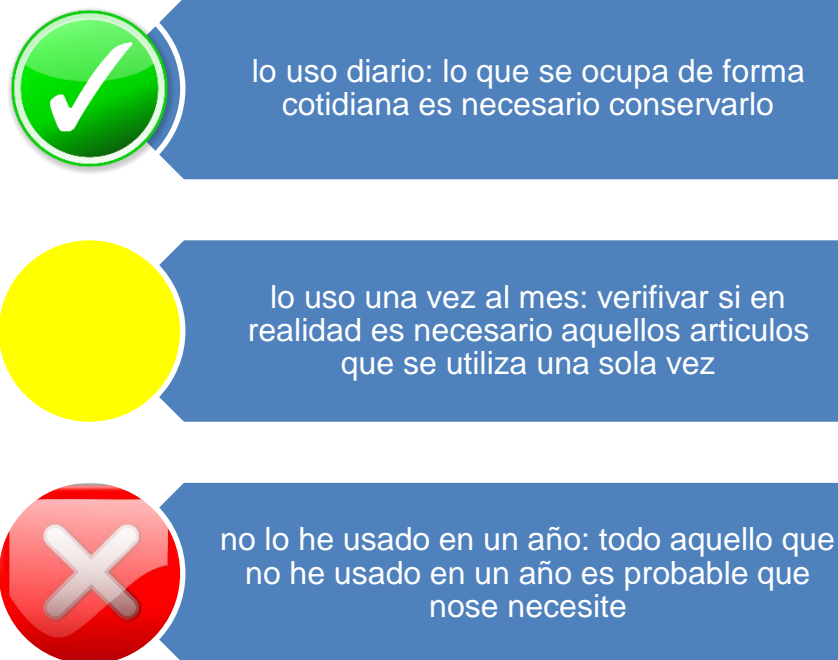 lo uso diario: lo que se ocupa de forma
cotidiana es necesario conservarlo
lo uso una vez al mes: verifivar si en
realidad es necesario aquellos articulos
que se utiliza una sola vez
no lo he usado en un año: todo aquello que
no he usado en un año es probable que
nose necesite